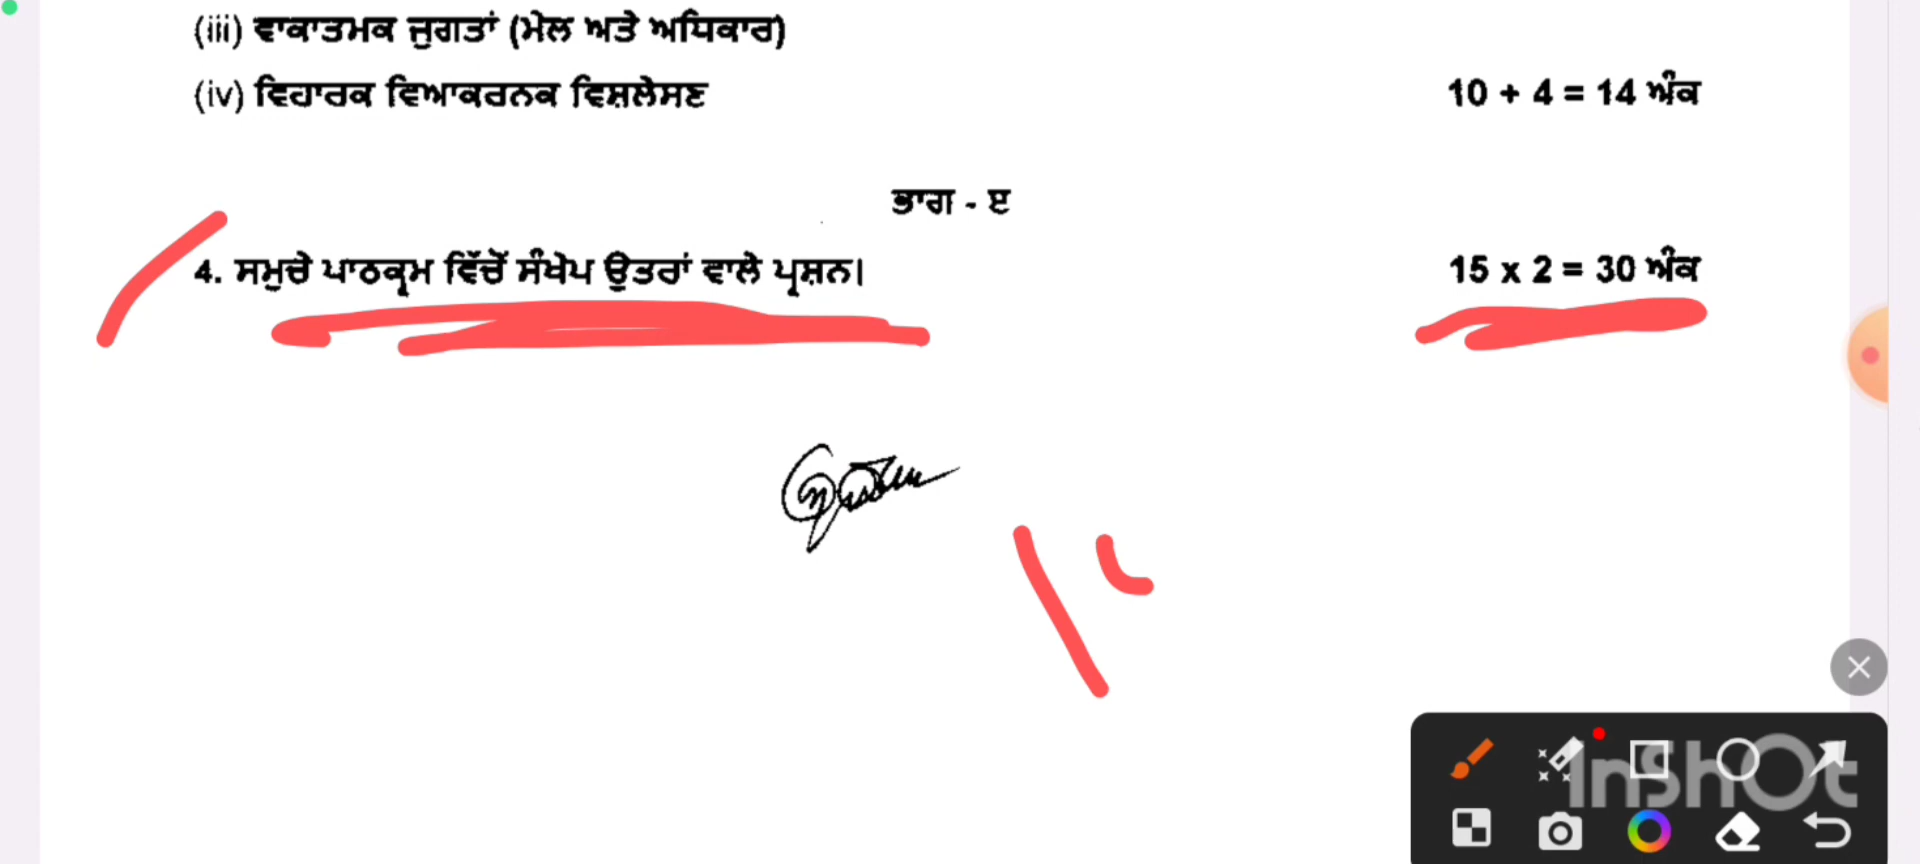 (iii) ਵਾਕਾਤਮਕ ਜੁਗਤਾਂ (ਮੇਲ ਅਤੇ ਅਧਿਕਾਰ)
(iv) ਵਿਹਾਰਕ ਵਿਆਕਰਨਕ ਵਿਸ਼ਲੇਸਣ 10 + 4 = 14 ਅੰਕ
ਭਾਗ - ੲ
4. ਸਮੁਚੇ ਪਾਠਕ੍ਰਮ ਵਿੱਚੋਂ ਸੰਖੇਪ ਉਤਰਾਂ ਵਾਲੇ ਪ੍ਰਸ਼ਨ। 15 x 2 = 30 ਅੰਕ
InShOt